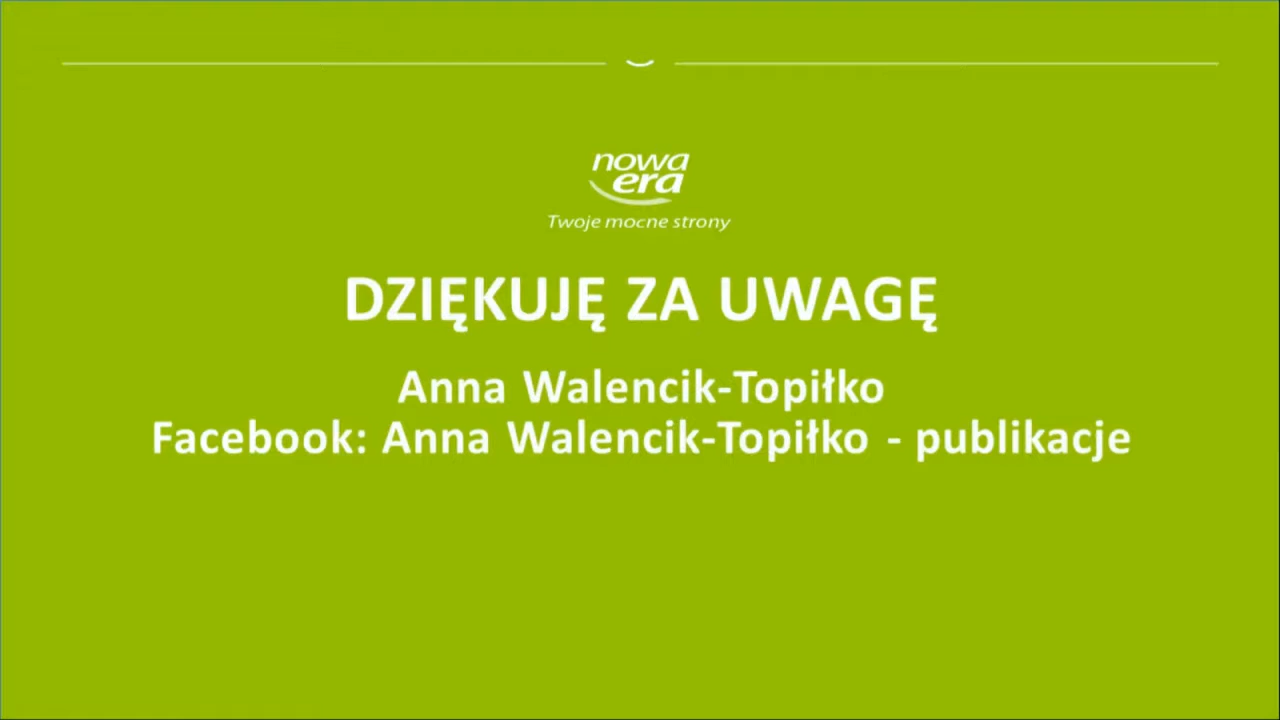 nowa
era
Twoje mocne strony
DZIĘKUJĘ ZA UWAGĘ
Anna Walencik-Topiłko
Facebook: Anna Walencik-Topiłko - publikacje